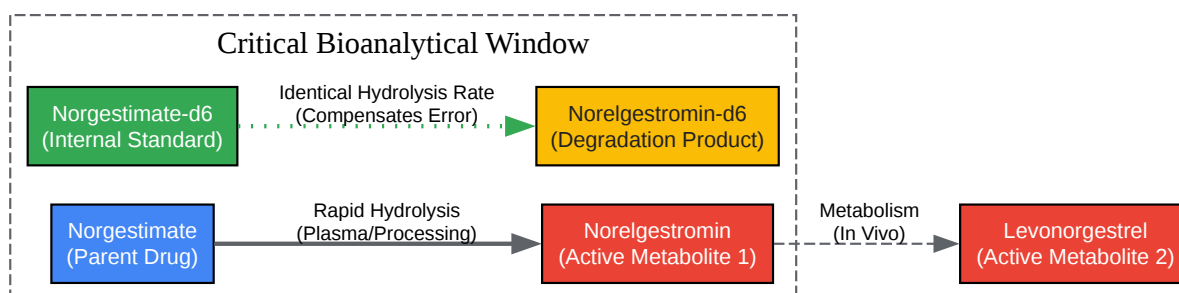 Critical Bioanalytical Window
Norgestimate-d6
(Internal Standard)
Identical Hydrolysis Rate
(Compensates Error)
Norelgestromin-d6
(Degradation Product)
Norgestimate
(Parent Drug)
Rapid Hydrolysis
(Plasma/Processing)
Norelgestromin
(Active Metabolite 1)
Metabolism
(In Vivo)
Levonorgestrel
(Active Metabolite 2)